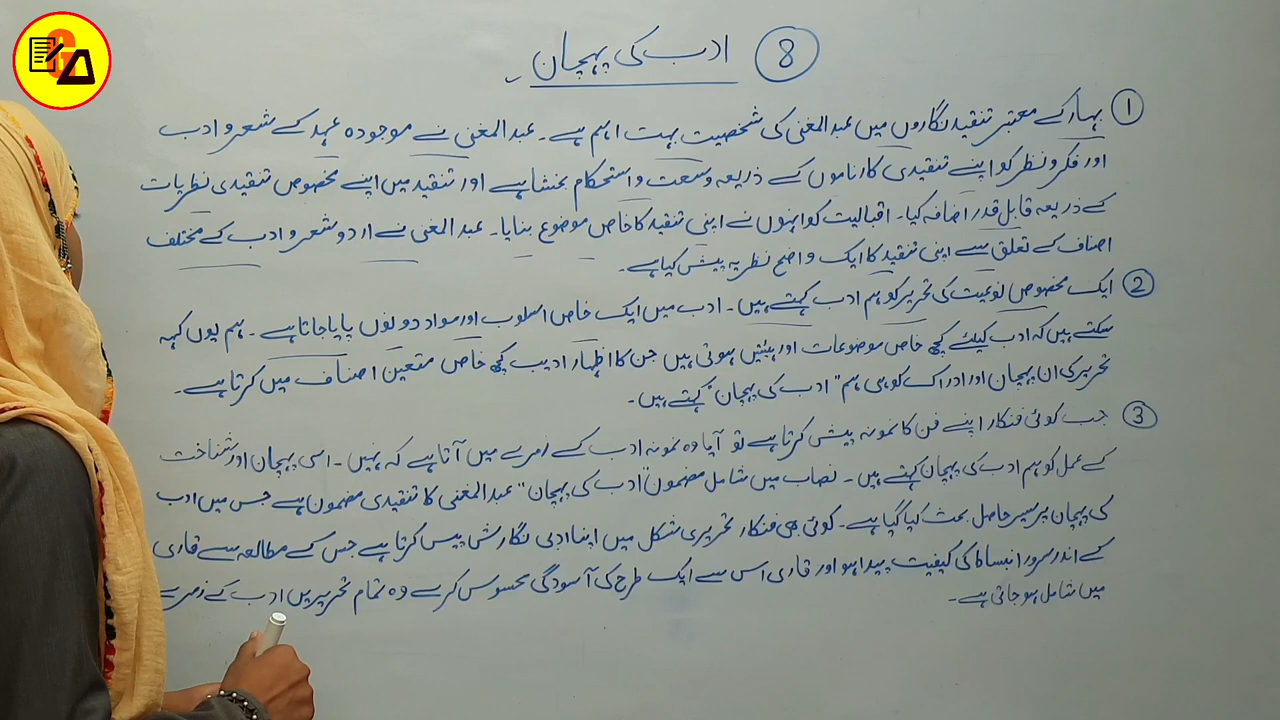 8 ادب کی پہچان ۔
① بہار کے معتبر تنقید نگاروں میں عبدالمغنی کی شخصیت بہت اہم ہے ۔ عبدالمغنی نے موجودہ عہد کے شعر و ادب
اور فکر و نظر کو اپنے تنقیدی کارناموں کے ذریعہ وسعت و استحکام بخشا ہے اور تنقید میں اپنے مخصوص تنقیدی نظریات
کے ذریعہ قابل قدر اضافہ کیا۔ اقبالیت کو انہوں نے اپنی تنقید کا خاص موضوع بنایا۔ عبدالمغنی نے اردو شعر و ادب کے مختلف
اصناف کے تعلق سے اپنی تنقید کا ایک واضح نظریہ پیش کیا ہے ۔
② ایک مخصوص نوعیت کی تحریر کو ہم ادب کہتے ہیں ۔ ادب میں ایک خاص اسلوب اور مواد دونوں پایا جاتا ہے ۔ ہم یوں کہہ
سکتے ہیں کہ ادب کیلئے کچھ خاص موضوعات اور ہیئتیں ہوتی ہیں جن کا اظہار ادیب کچھ خاص متعین اصناف میں کرتا ہے ۔
تحریر کی ان پہچان اور ادراک کو ہی ہم "ادب کی پہچان" کہتے ہیں ۔
③ جب کوئی فنکار اپنے فن کا نمونہ پیش کرتا ہے تو آیا وہ نمونہ ادب کے زمرے میں آتا ہے کہ نہیں ۔ اسی پہچان اور شناخت
کے عمل کو ہم ادب کی پہچان کہتے ہیں ۔ نصاب میں شامل مضمون "ادب کی پہچان" عبدالمغنی کا تنقیدی مضمون ہے جس میں ادب
کی پہچان پر سیر حاصل بحث کیا گیا ہے ۔ کوئی بھی فنکار تحریری شکل میں اپنا ادبی نگارش پیس کرتا ہے جس کے مطالعہ سے قاری
کے اندر سرور انبساط کی کیفیت پیدا ہو اور قاری اس سے ایک طرح کی آسودگی محسوس کرے وہ تمام تحریریں ادب کے زمرے
میں شامل ہو جاتی ہے ۔